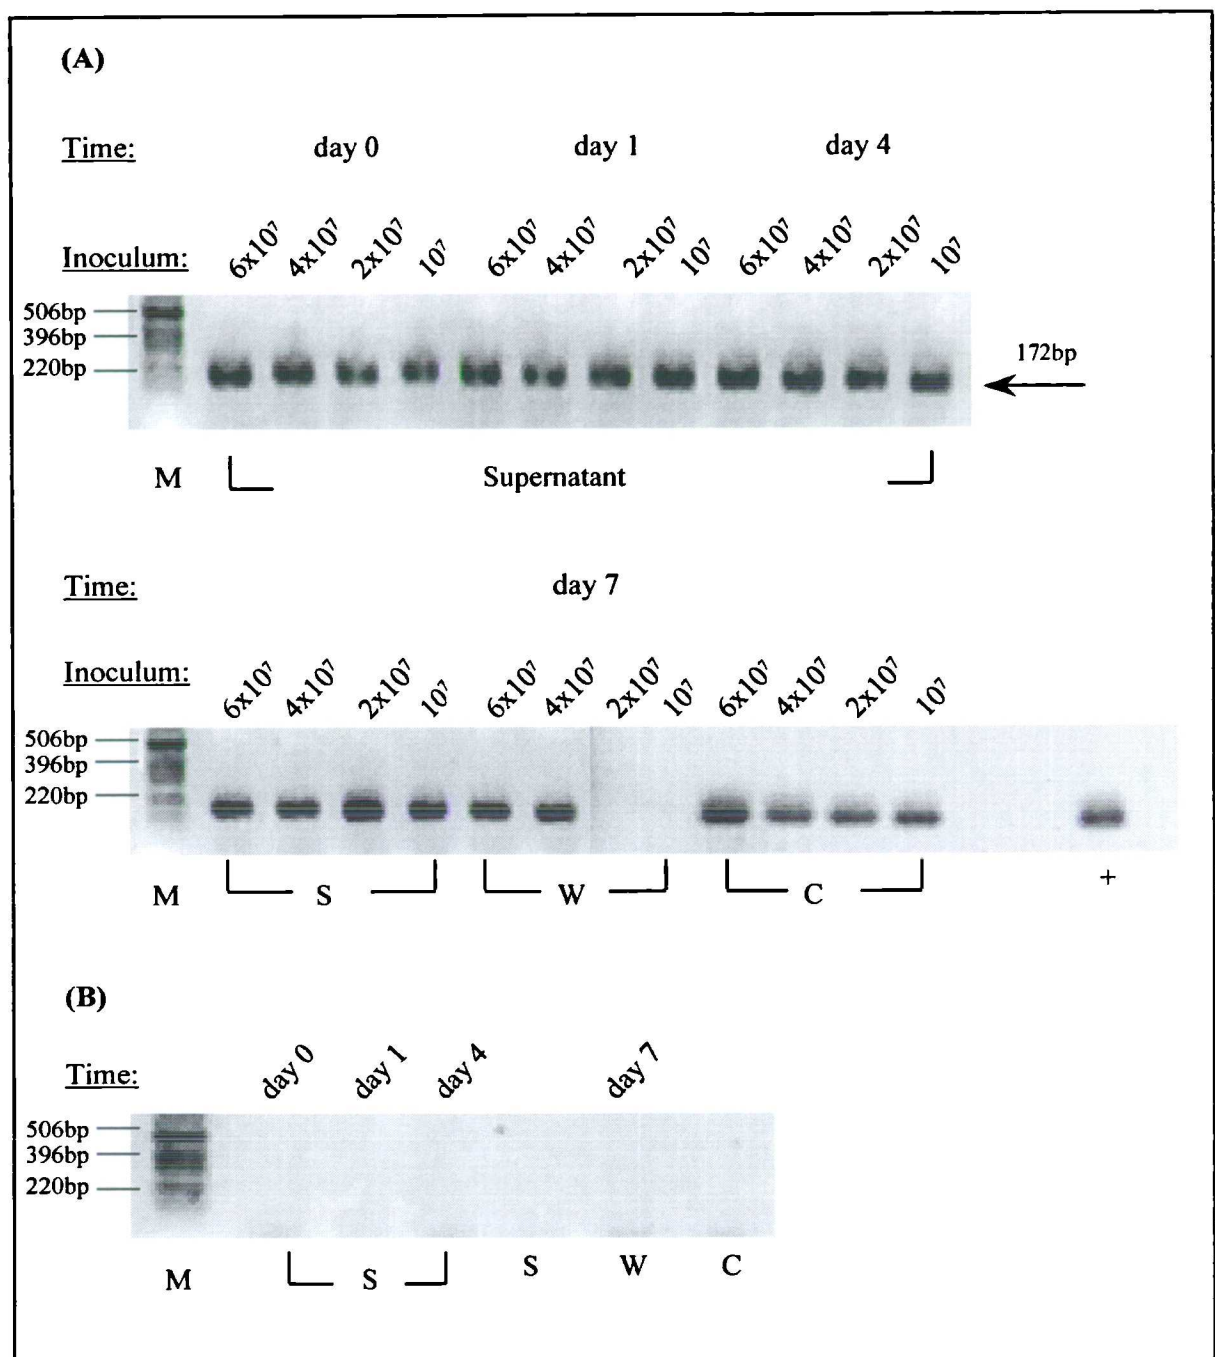 (A)
Time: day 0 day 1 day 4
Inoculum: 6x10⁷ 4x10⁷ 2x10⁷ 10⁷ 6x10⁷ 4x10⁷ 2x10⁷ 10⁷ 6x10⁷ 4x10⁷ 2x10⁷ 10⁷
506bp
396bp
220bp
172bp
M Supernatant
Time: day 7
Inoculum: 6x10⁷ 4x10⁷ 2x10⁷ 10⁷ 6x10⁷ 4x10⁷ 2x10⁷ 10⁷ 6x10⁷ 4x10⁷ 2x10⁷ 10⁷
506bp
396bp
220bp
M S W C +
(B)
Time: day 0 day 1 day 4 day 7
506bp
396bp
220bp
M S S W C